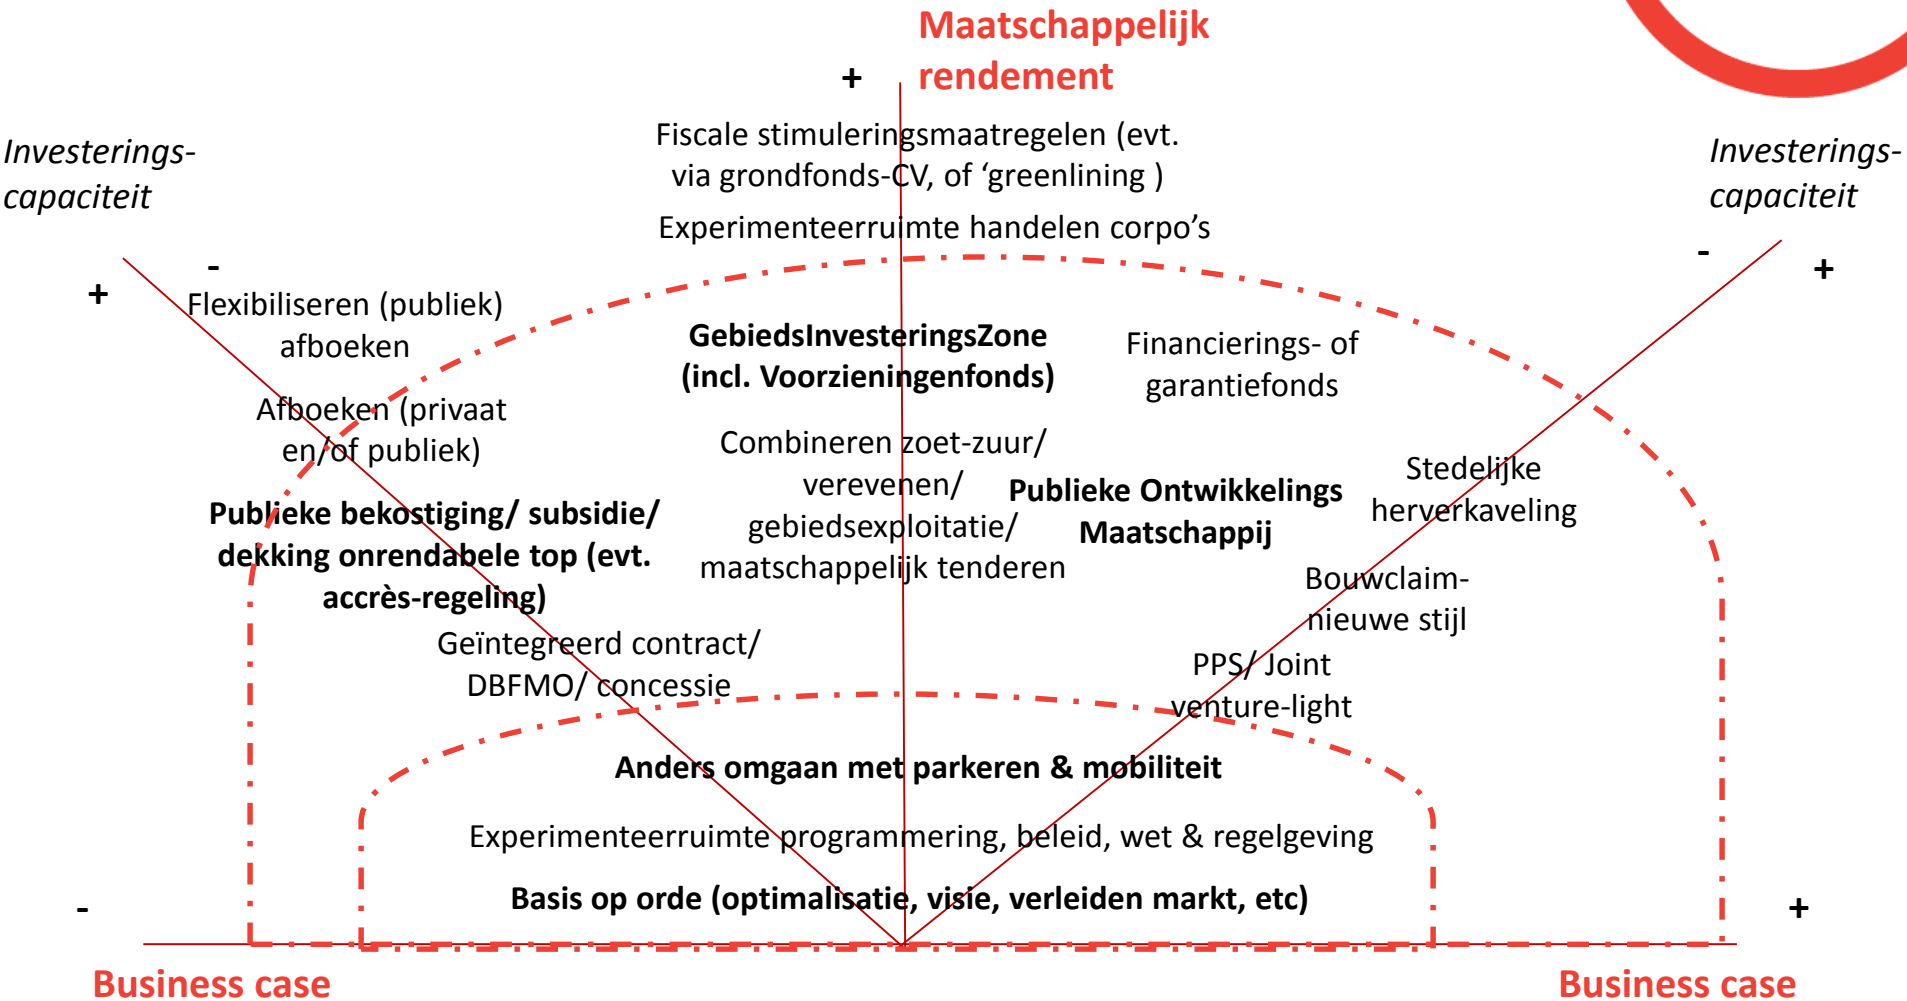 Maatschappelijk
rendement
+
Fiscale stimuleringsmaatregelen (evt.
via grondfonds-CV, of ‘greenlining )
Experimenteerruimte handelen corpo’s
Investerings-
capaciteit
+
-
Investerings-
capaciteit
-
+
Flexibiliseren (publiek)
afboeken
Afboeken (privaat
en/of publiek)
Publieke bekostiging/ subsidie/
dekking onrendabele top (evt.
accrès-regeling)
Geïntegreerd contract/
DBFMO/ concessie
GebiedsInvesteringsZone
(incl. Voorzieningenfonds)
Combineren zoet-zuur/
verevenen/
gebiedsexploitatie/
maatschappelijk tenderen
Financierings- of
garantiefonds
Publieke Ontwikkelings
Maatschappij
Stedelijke
herverkaveling
Bouwclaim-
nieuwe stijl
PPS/ Joint
venture-light
Anders omgaan met parkeren & mobiliteit
Experimenteerruimte programmering, beleid, wet & regelgeving
Basis op orde (optimalisatie, visie, verleiden markt, etc)
-
+
Business case
Business case